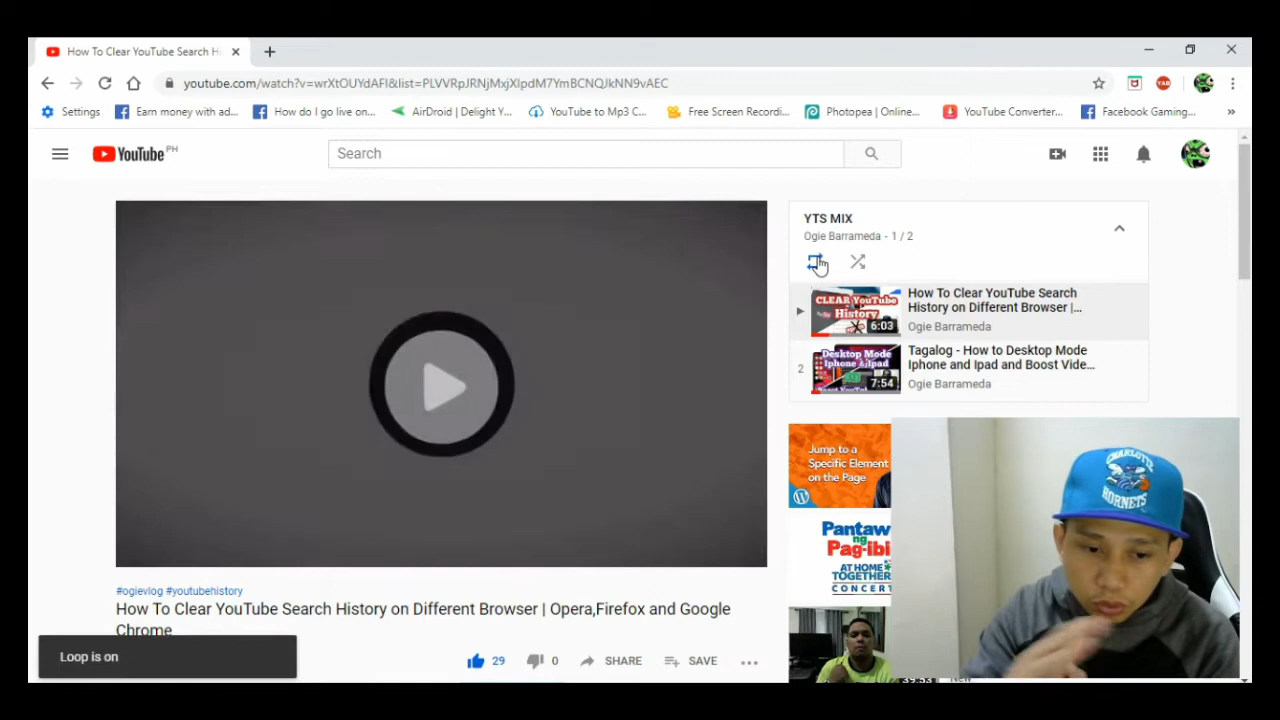 How To Clear YouTube Search H
youtube.com/watch?v=wrXtOUYdAFI&list=PLVVRpJRNjMxjXIpdM7YmBCNQJkNN9vAEC
Settings
Earn money with ad...
How do I go live on...
AirDroid | Delight Y...
YouTube to Mp3 C...
Free Screen Recordi...
Photopea | Online...
YouTube Converter...
Facebook Gaming...
YouTube PH
Search
YTS MIX
Ogie Barrameda - 1 / 2
CLEAR YouTube
History
6:03
How To Clear YouTube Search
History on Different Browser |...
Ogie Barrameda
2
Desktop Mode
Iphone & Ipad
7:54
Tagalog - How to Desktop Mode
Iphone and Ipad and Boost Vide...
Ogie Barrameda
Jump to a
Specific Element
on the Page
Pantaw
ng
Pag-ibi
AT HOME
TOGETHER
CONCERT
CHARLOTTE
HORNETS
#ogievlog #youtubehistory
How To Clear YouTube Search History on Different Browser | Opera,Firefox and Google
Chrome
Loop is on
29
0
SHARE
SAVE
39:53
New